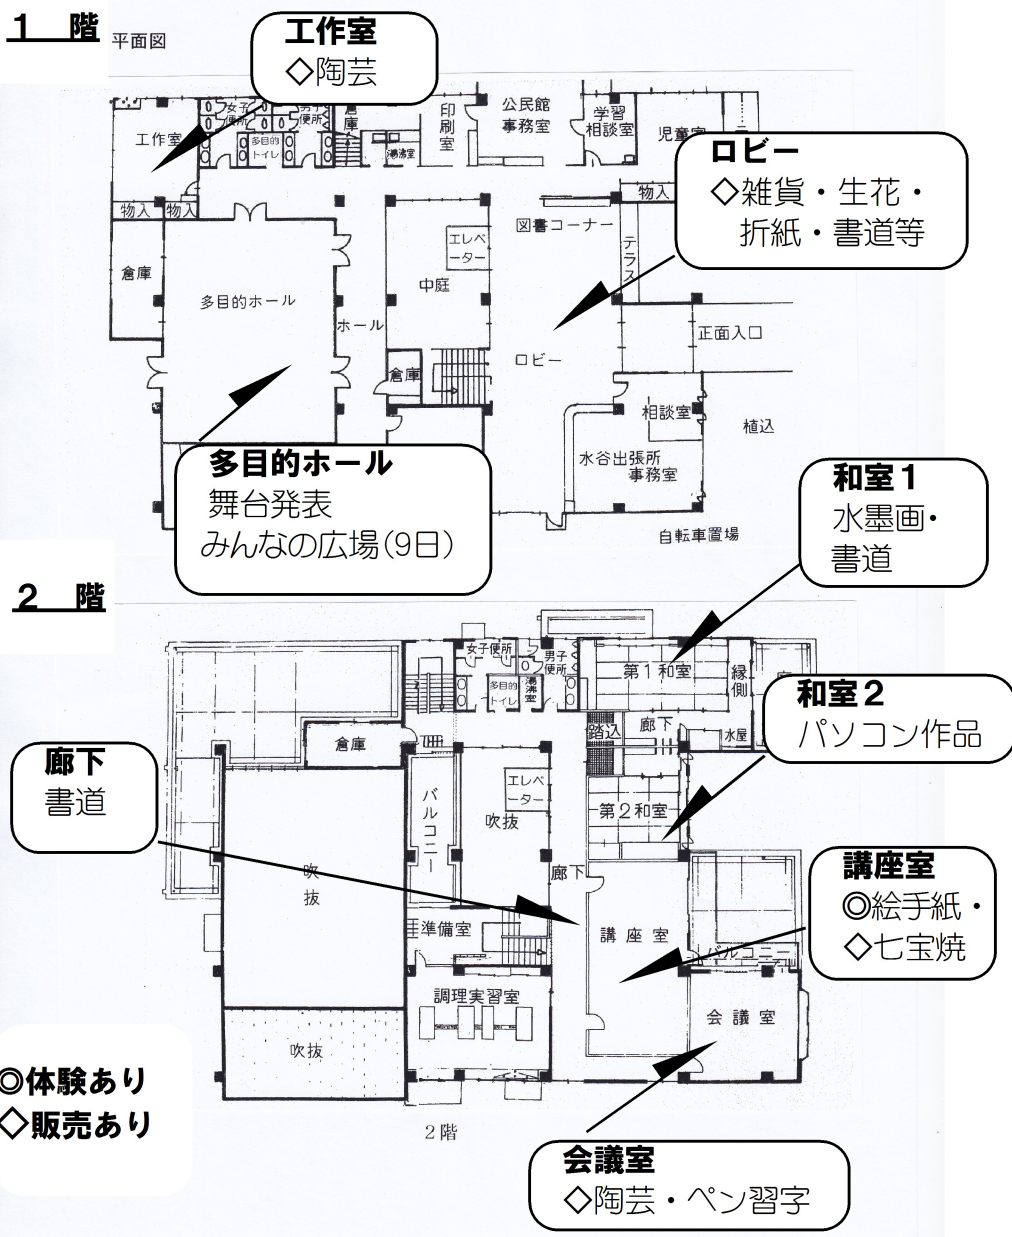 １　階
平面図
工作室
◇陶芸
女子
便所
男子
便所
倉庫
印刷室
公民館
事務室
学習
相談室
児童室
工作室
多目的
トイレ
湯沸室
ロビー
◇雑貨・生花・
折紙・書道等
物入
物入
物入
図書コーナー
テラス
エレベ
ーター
倉庫
中庭
多目的ホール
ホール
正面入口
ロビー
倉庫
相談室
植込
水谷出張所
事務室
自転車置場
多目的ホール
舞台発表
みんなの広場(9日)
和室１
水墨画・
書道
２　階
女子便所
男子
便所
多目的
トイレ
湯沸室
第１和室
縁側
和室２
パソコン作品
倉庫
踏込
廊下
水屋
廊下
書道
バルコニー
エレベ
ーター
吹抜
第２和室
吹抜
廊下
講座室
◎絵手紙・
◇七宝焼
準備室
講座室
バルコニー
調理実習室
会議室
吹抜
◎体験あり
◇販売あり
２階
会議室
◇陶芸・ペン習字